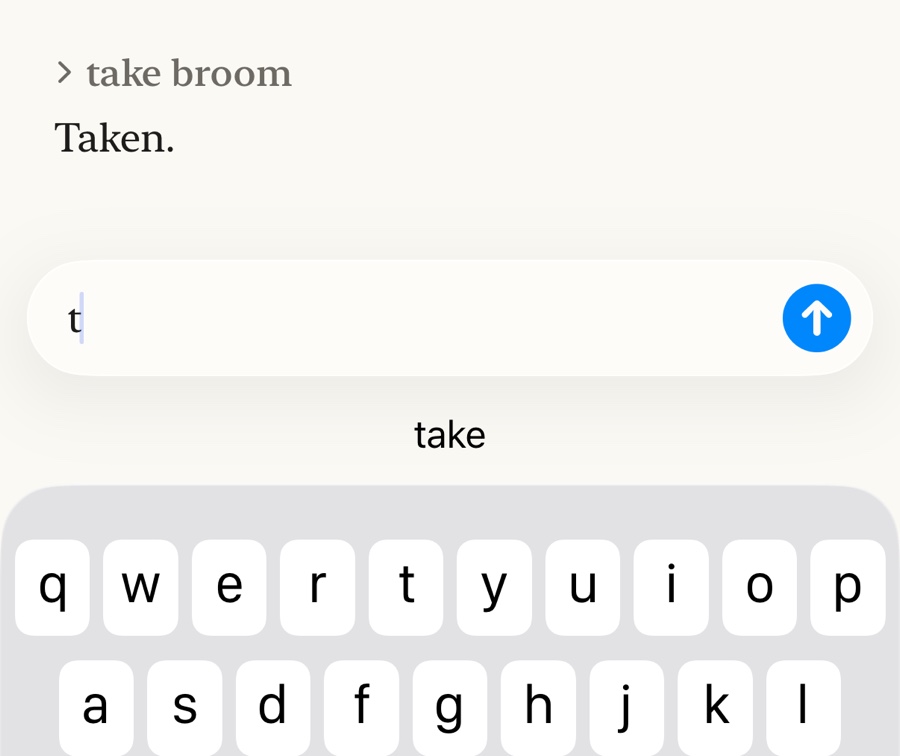 > take broom
Taken.
t
take
q w e r t y u i o p
a s d f g h j k l